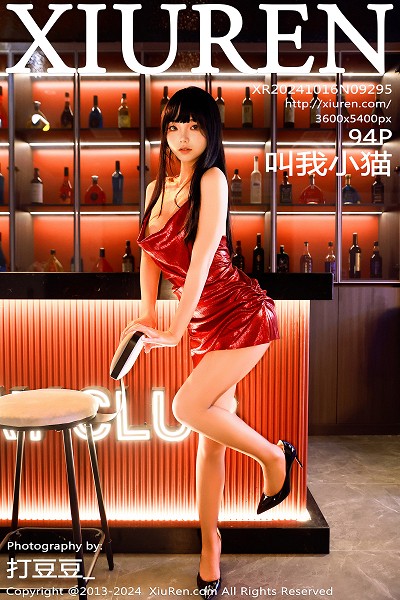 XIUREN
XR20241016N09295
http://xiuren.com/
3600x5400px
94P
叫我小猫
CLU
Photography by:
打豆豆_
Copyright ©2013-2024 XiuRen.com All Rights Reserved